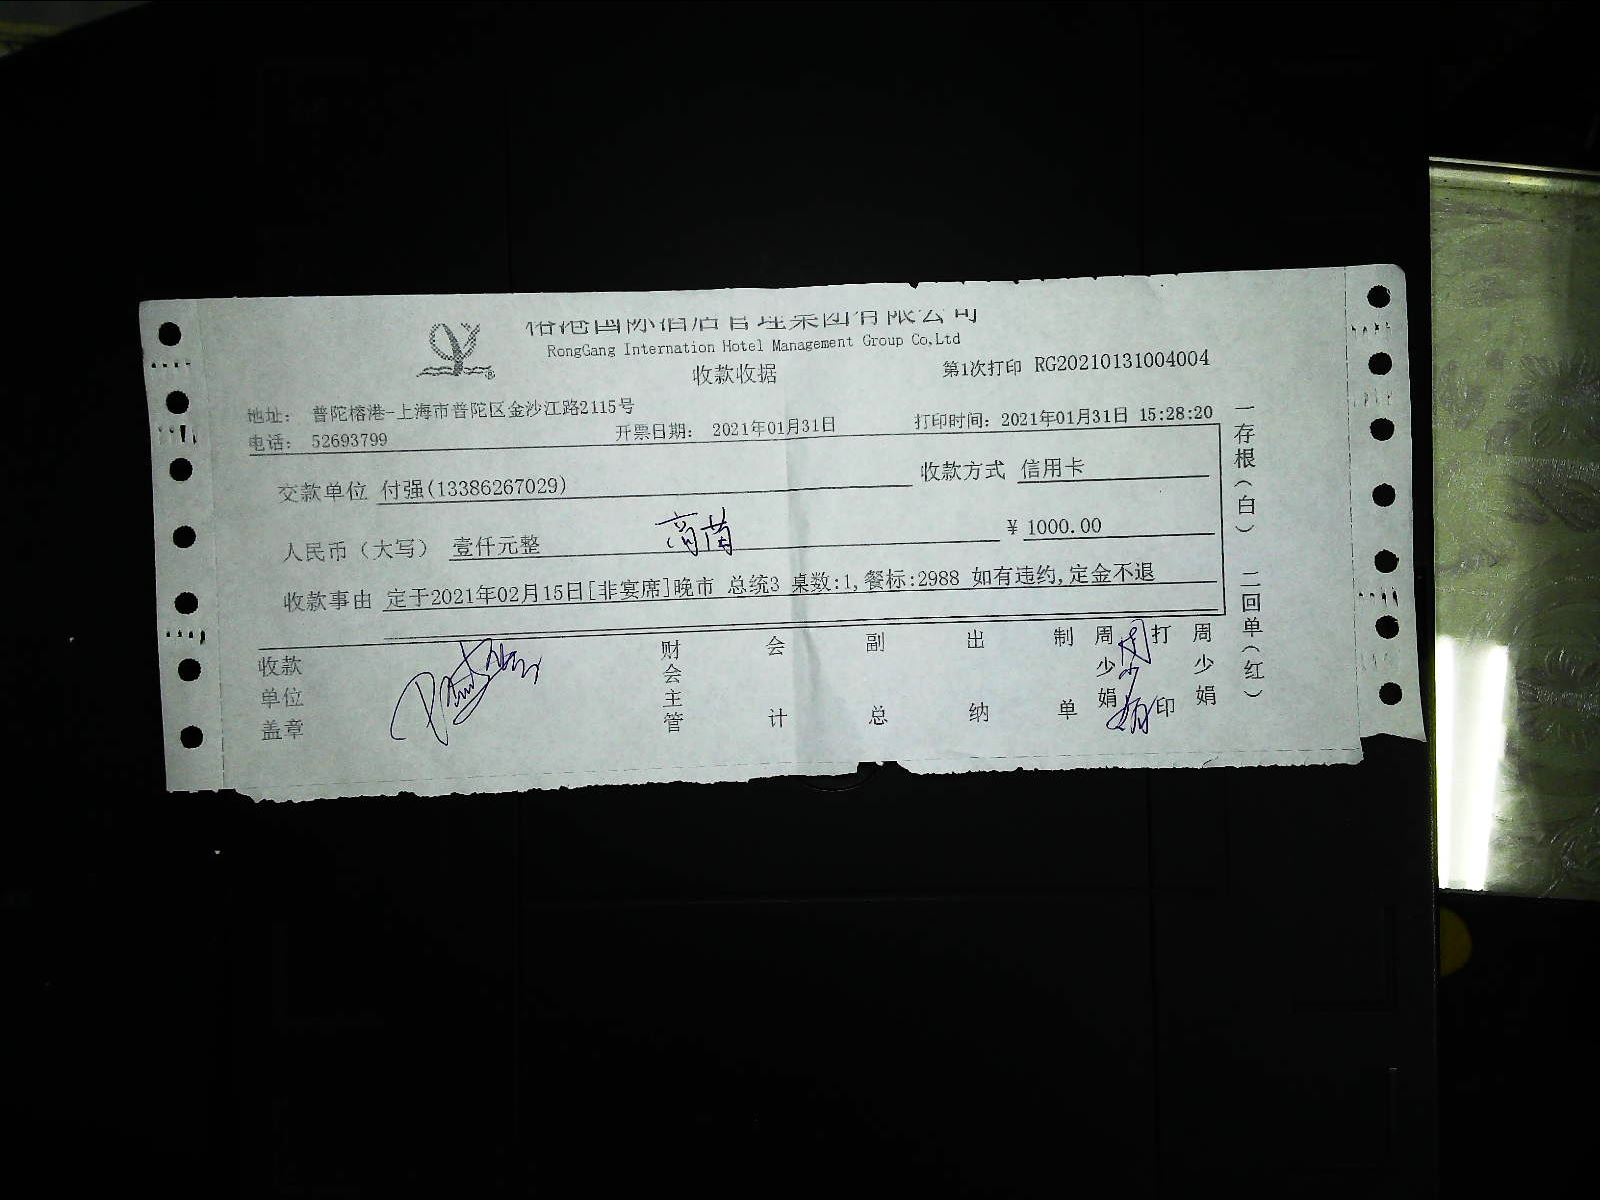 榕港国际酒店管理集团有限公司
RongGang Internation Hotel Management Group Co,Ltd
收款收据
第1次打印 RG20210131004004
地址： 普陀榕港-上海市普陀区金沙江路2115号
电话： 52693799
开票日期： 2021年01月31日
打印时间：2021年01月31日 15:28:20
交款单位 付强(13386267029)
收款方式 信用卡
人民币（大写） 壹仟元整
¥ 1000.00
收款事由 定于2021年02月15日[非宴席]晚市 总统3 桌数:1,餐标:2988 如有违约,定金不退
收款单位盖章
财会主管
会计
副总
出纳
制单 周少娟
周少娟
打印 周少娟
一存根（白） 二回单（红）